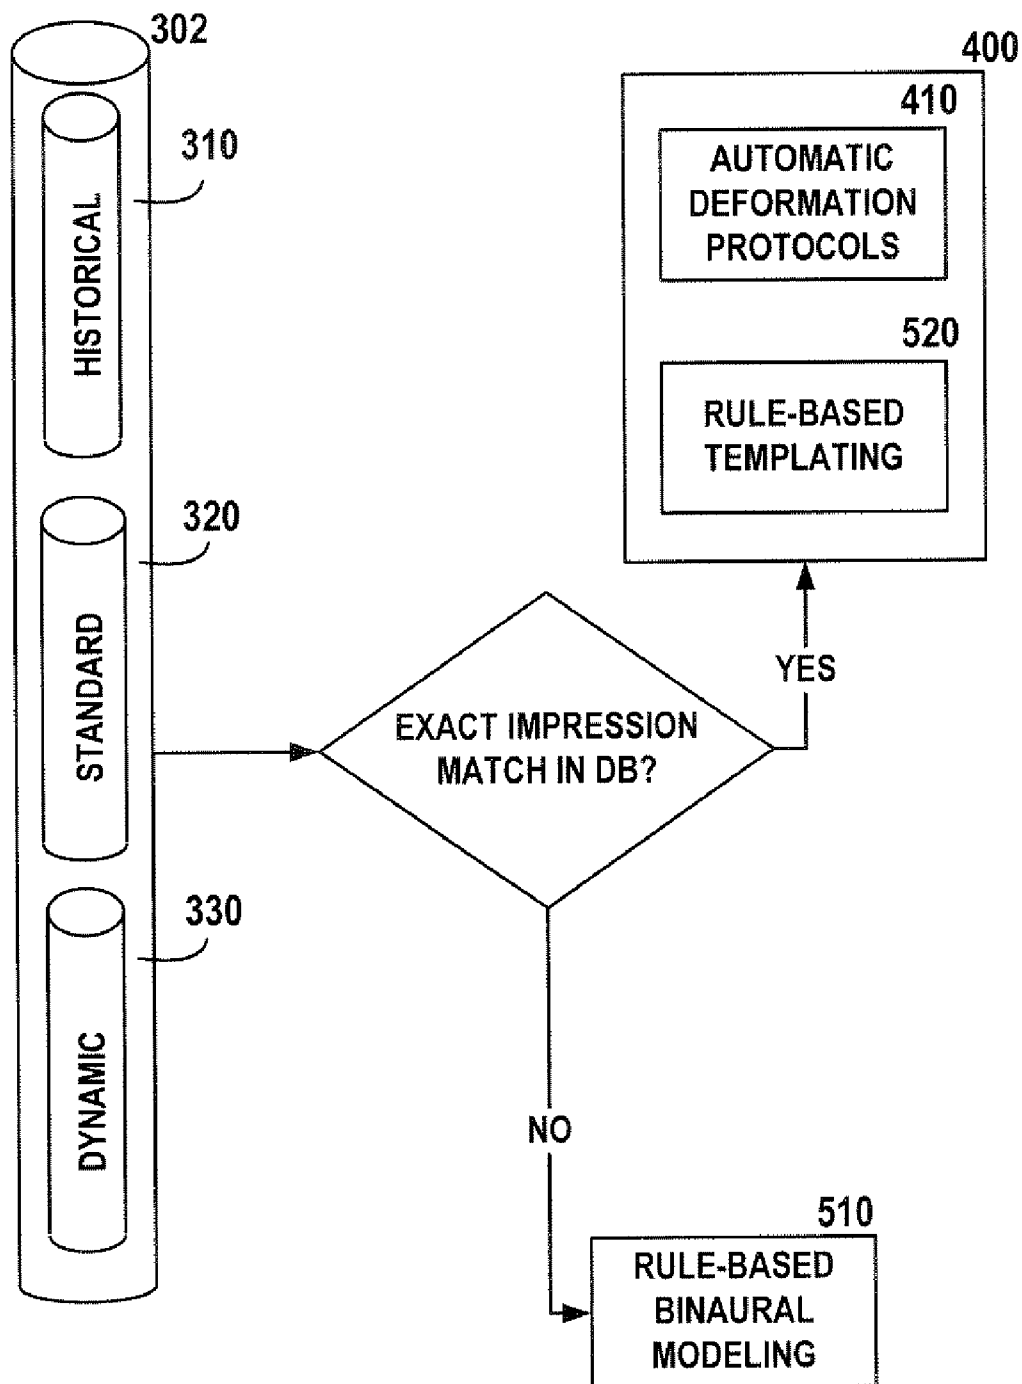 302
310
HISTORICAL
320
STANDARD
330
DYNAMIC
EXACT IMPRESSION
MATCH IN DB?
YES
400
410
AUTOMATIC
DEFORMATION
PROTOCOLS
520
RULE-BASED
TEMPLATING
NO
510
RULE-BASED
BINAURAL
MODELING